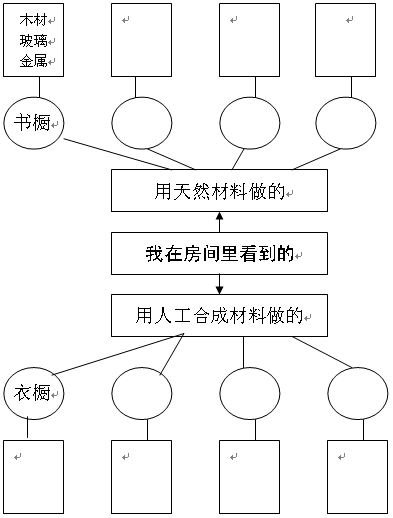 木材
玻璃
金属
书橱
用天然材料做的
我在房间里看到的
用人工合成材料做的
衣橱